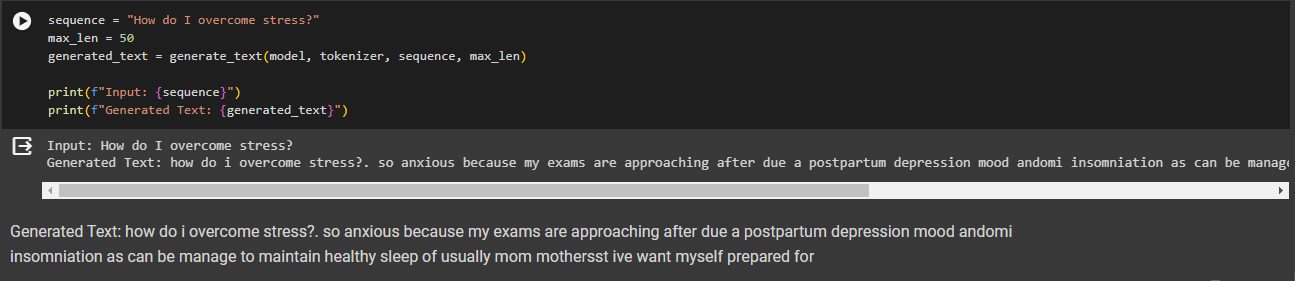 sequence = "How do I overcome stress?"
max_len = 50
generated_text = generate_text(model, tokenizer, sequence, max_len)
print(f"Input: {sequence}")
print(f"Generated Text: {generated_text}")
Input: How do I overcome stress?
Generated Text: how do i overcome stress?. so anxious because my exams are approaching after due a postpartum depression mood andomi insomniation as can be manage
Generated Text: how do i overcome stress?. so anxious because my exams are approaching after due a postpartum depression mood andomi
insomniation as can be manage to maintain healthy sleep of usually mom mothersst ive want myself prepared for